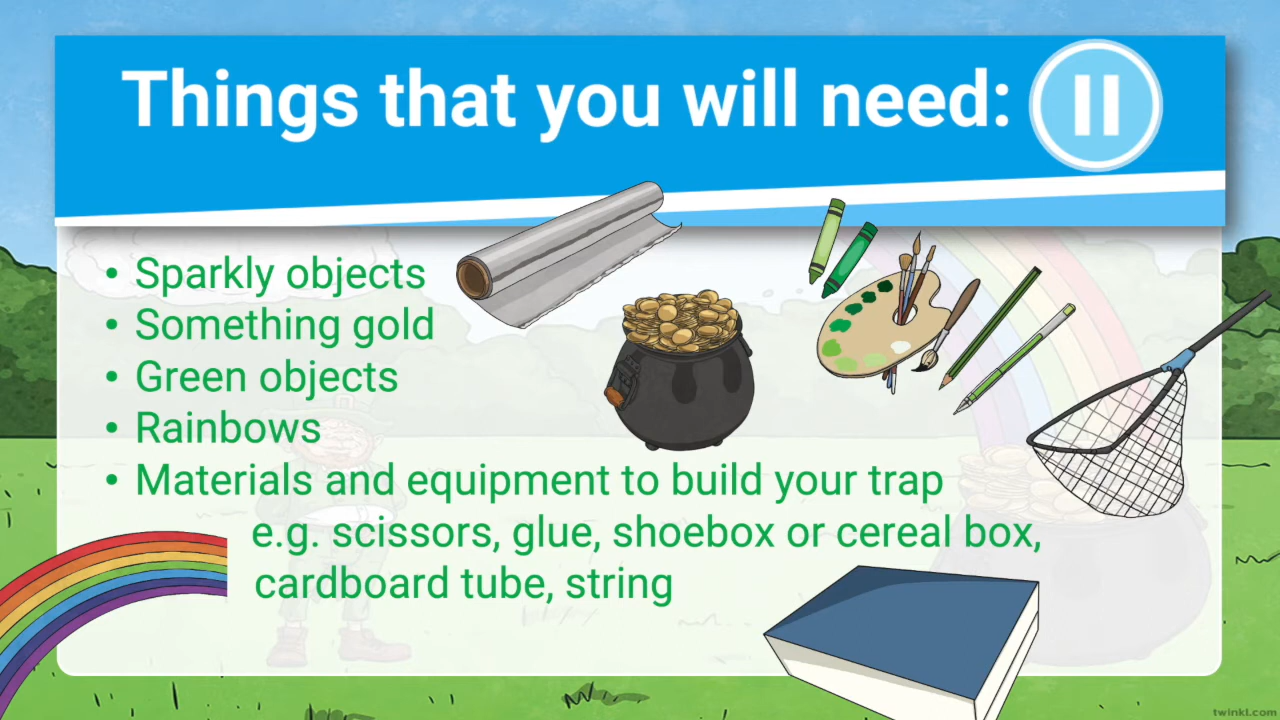 Things that you will need:
• Sparkly objects
• Something gold
• Green objects
• Rainbows
• Materials and equipment to build your trap
e.g. scissors, glue, shoebox or cereal box,
cardboard tube, string
twinkl.com